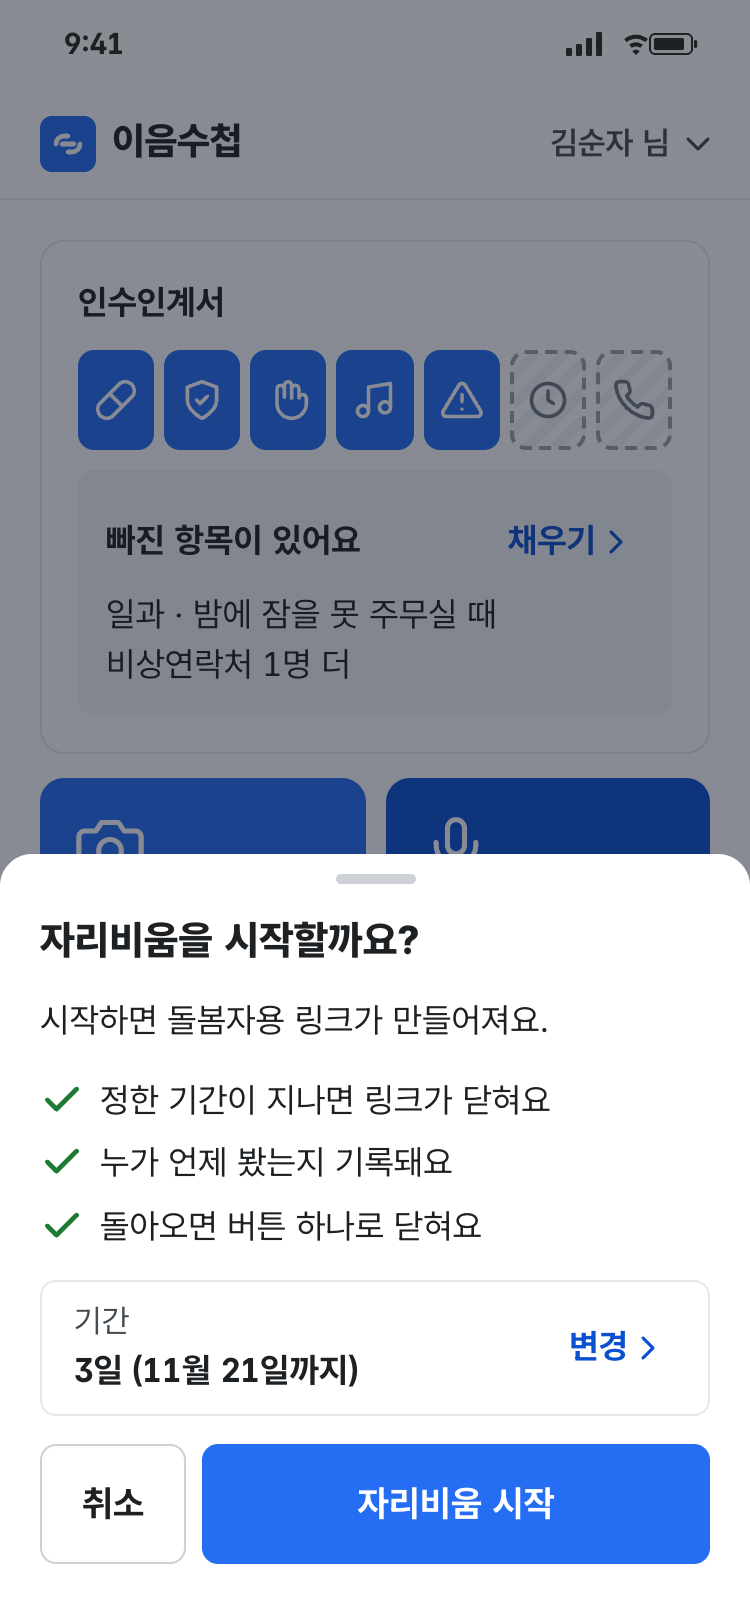 9:41
이음수첩
김순자 님
인수인계서
빠진 항목이 있어요
채우기
일과 · 밤에 잠을 못 주무실 때
비상연락처 1명 더
자리비움을 시작할까요?
시작하면 돌봄자용 링크가 만들어져요.
정한 기간이 지나면 링크가 닫혀요
누가 언제 봤는지 기록돼요
돌아오면 버튼 하나로 닫혀요
기간
3일 (11월 21일까지)
변경
취소
자리비움 시작